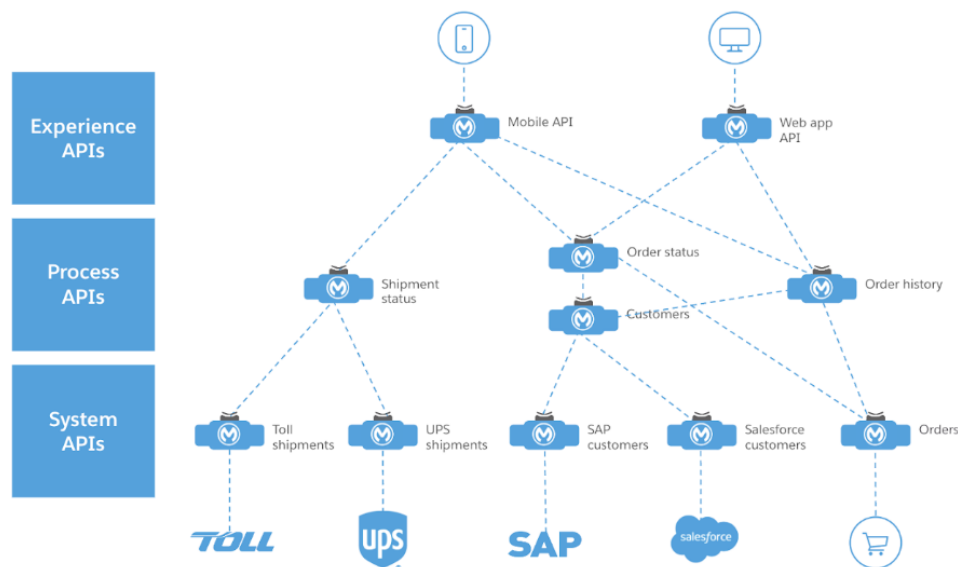 Experience
APIs
Mobile API
Web app
API
Process
APIs
Shipment
status
Order status
Customers
Order history
System
APIs
Toll
shipments
UPS
shipments
SAP
customers
Salesforce
customers
Orders
TOLL
ups
SAP
salesforce